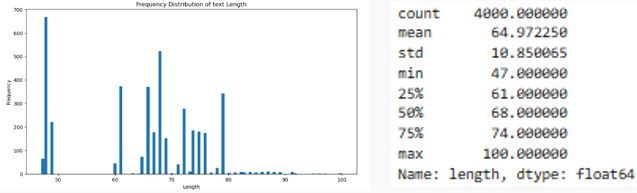 Frequency Distribution of text Length
700
600
500
400
300
200
100
0
Frequency
50 60 70 80 90 100
Length
count 4000.000000
mean 64.972250
std 10.850065
min 47.000000
25% 61.000000
50% 68.000000
75% 74.000000
max 100.000000
Name: length, dtype: float64